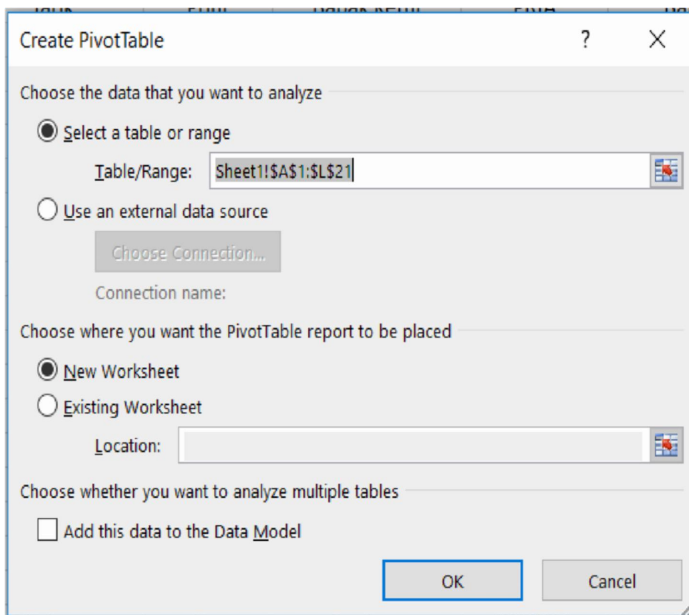 Create PivotTable
?
Choose the data that you want to analyze
Select a table or range
Table/Range: Sheet1!$A$1:$L$21
Use an external data source
Choose Connection...
Connection name:
Choose where you want the PivotTable report to be placed
New Worksheet
Existing Worksheet
Location:
Choose whether you want to analyze multiple tables
Add this data to the Data Model
OK Cancel